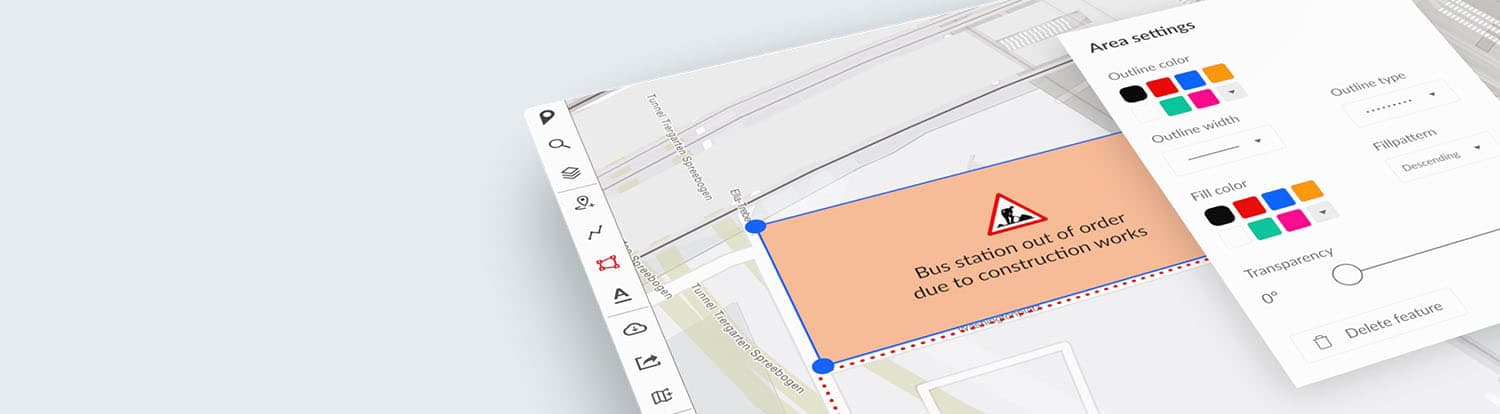 Area settings
Outline color
Outline type
Outline width
Fillpattern
Descending
Fill color
Transparency
0°
Delete feature
Bus station out of order
due to construction works
Tunnel Tiergarten Spreebogen
Spreebogen
Tunnel Tiergarten Spreebogen